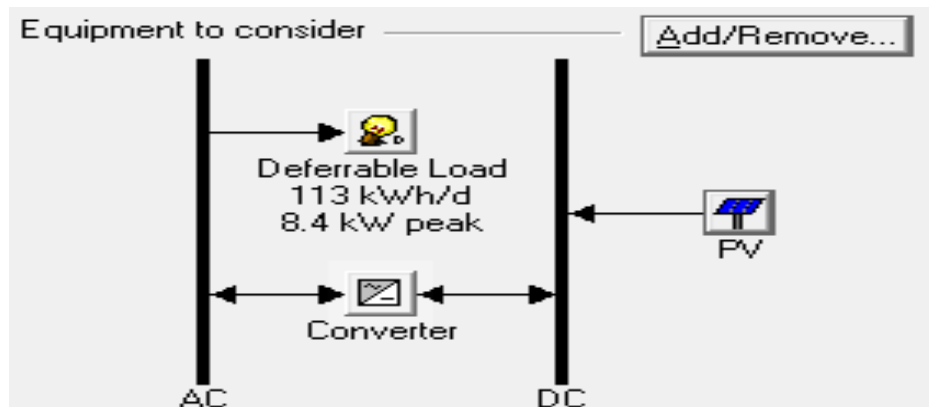 Equipment to consider
Add/Remove...
Deferrable Load
113 kWh/d
8.4 kW peak
PV
Converter
AC
DC